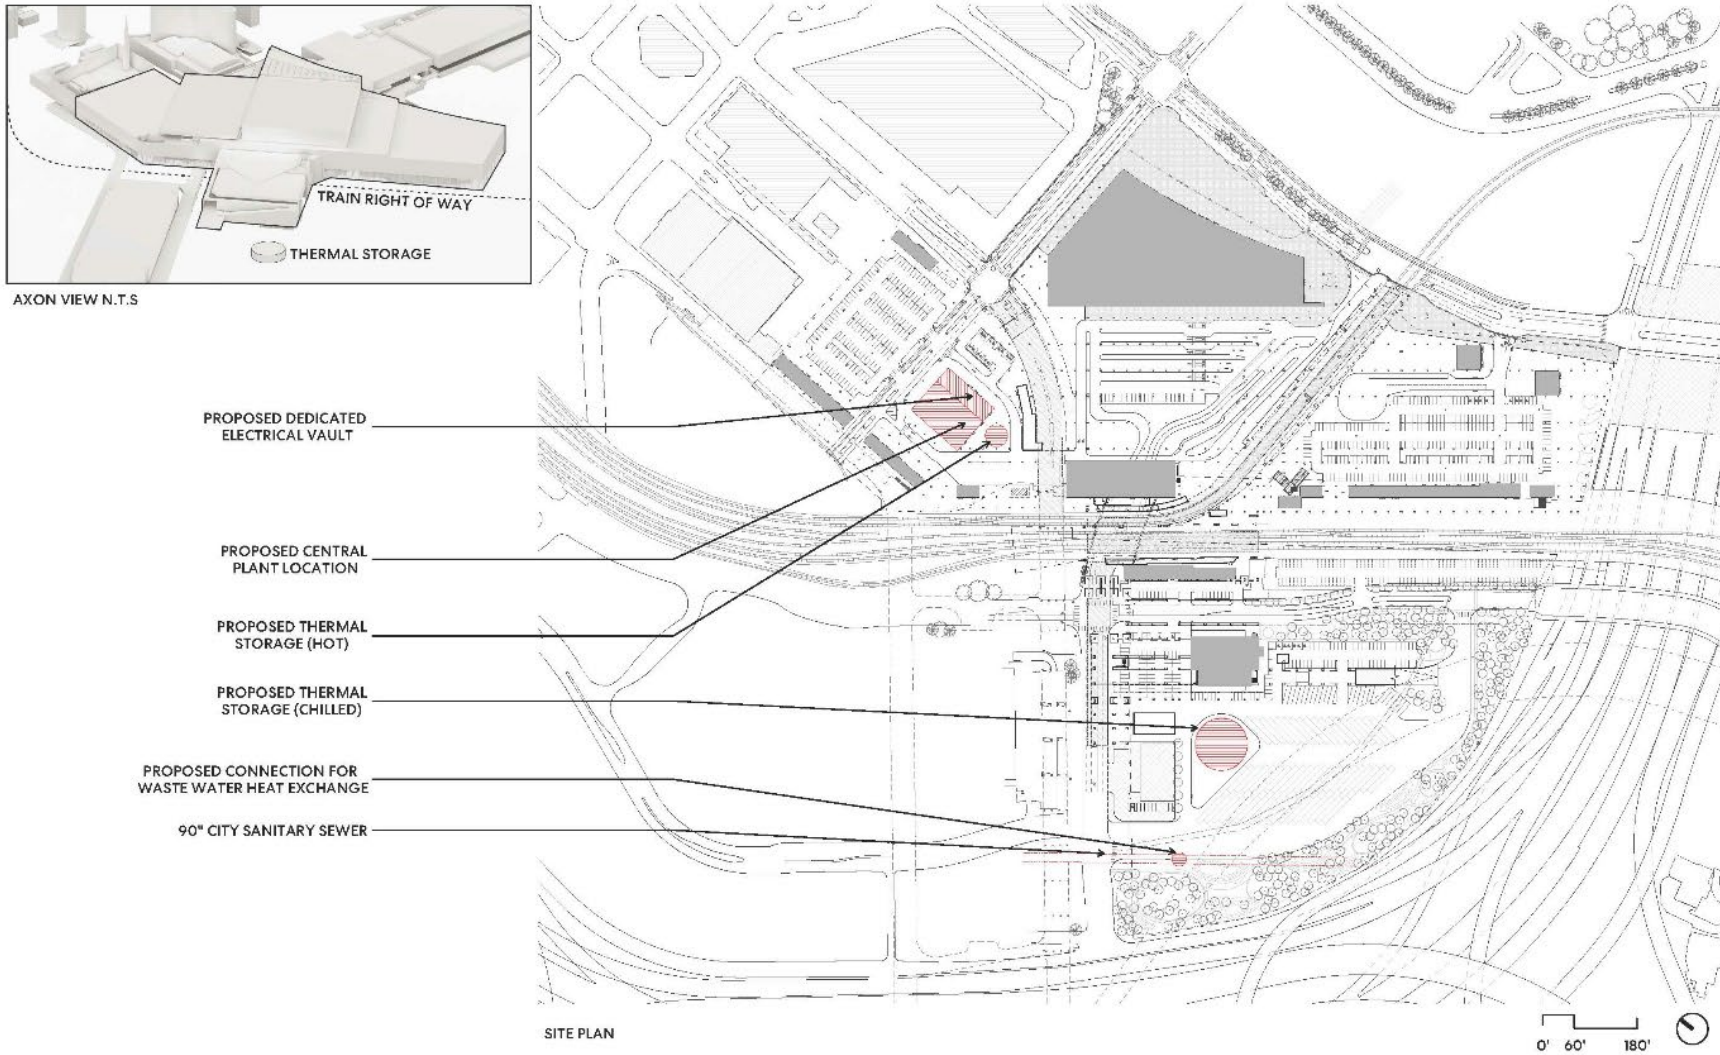 TRAIN RIGHT OF WAY
THERMAL STORAGE
AXON VIEW N.T.S
PROPOSED DEDICATED
ELECTRICAL VAULT
PROPOSED CENTRAL
PLANT LOCATION
PROPOSED THERMAL
STORAGE (HOT)
PROPOSED THERMAL
STORAGE (CHILLED)
PROPOSED CONNECTION FOR
WASTE WATER HEAT EXCHANGE
90" CITY SANITARY SEWER
SITE PLAN
0' 60' 180'